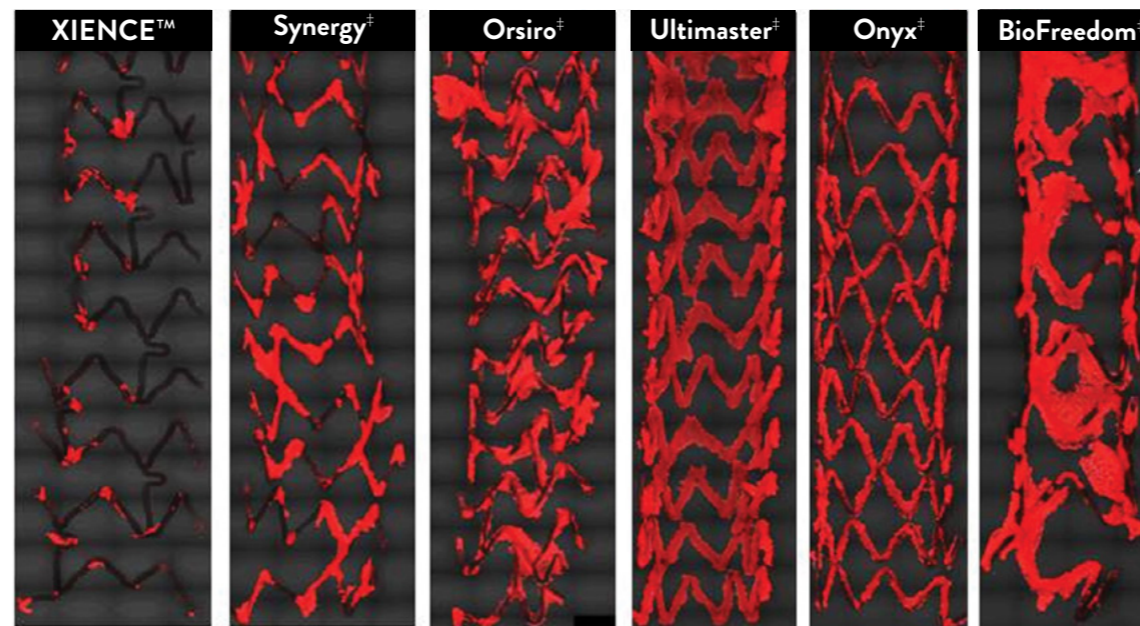 XIENCE™
Synergy‡
Orsiro‡
Ultimaster‡
Onyx‡
BioFreedom‡